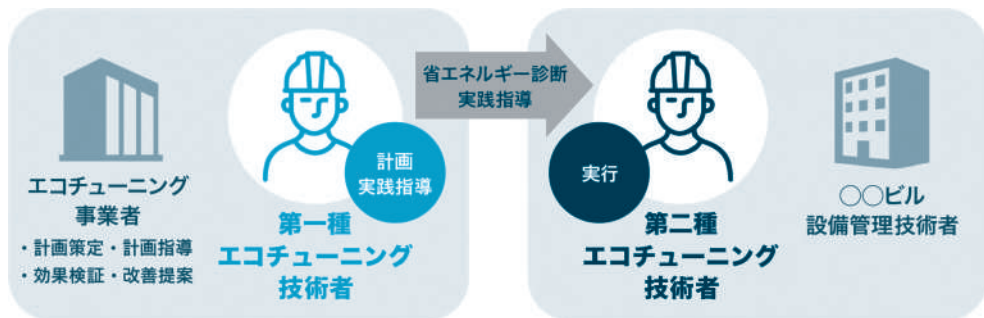 エコチューニング
事業者
・計画策定・計画指導
・効果検証・改善提案
計画
実践指導
第一種
エコチューニング
技術者
省エネルギー診断
実践指導
実行
第二種
エコチューニング
技術者
〇〇ビル
設備管理技術者